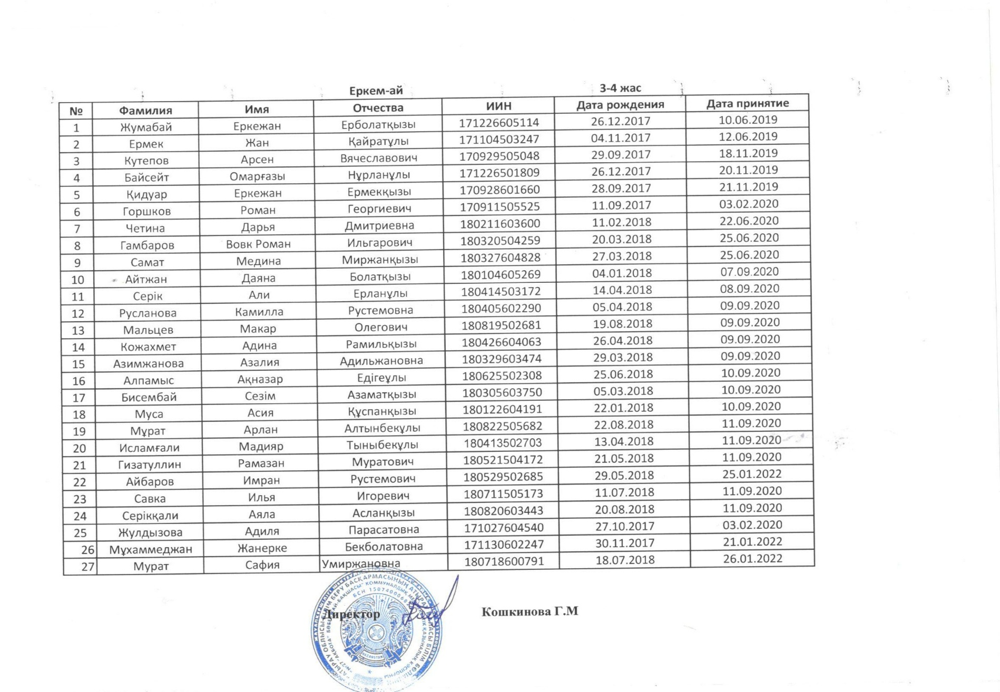 Еркем-ай 3-4 жас
№ Фамилия Имя Отчества ИИН Дата рождения Дата принятие
1 Жумабай Еркежан Ерболатқызы 171226605114 26.12.2017 10.06.2019
2 Ермек Жан Қайратұлы 171104503247 04.11.2017 12.06.2019
3 Кутепов Арсен Вячеславович 170929505048 29.09.2017 18.11.2019
4 Байсейт Омарғазы Нұрланұлы 171226501809 26.12.2017 20.11.2019
5 Қидуар Еркежан Ермекқызы 170928601660 28.09.2017 21.11.2019
6 Горшков Роман Георгиевич 170911505525 11.09.2017 03.02.2020
7 Четина Дарья Дмитриевна 180211603600 11.02.2018 22.06.2020
8 Гамбаров Вовк Роман Ильгарович 180320504259 20.03.2018 25.06.2020
9 Самат Медина Миржанқызы 180327604828 27.03.2018 25.06.2020
10 Айтжан Даяна Болатқызы 180104605269 04.01.2018 07.09.2020
11 Серік Али Ерланұлы 180414503172 14.04.2018 08.09.2020
12 Русланова Камилла Рустемовна 180405602290 05.04.2018 09.09.2020
13 Мальцев Макар Олегович 180819502681 19.08.2018 09.09.2020
14 Кожахмет Адина Рамильқызы 180426604063 26.04.2018 09.09.2020
15 Азимжанова Азалия Адильжановна 180329603474 29.03.2018 09.09.2020
16 Алпамыс Ақназар Едігеұлы 180625502308 25.06.2018 10.09.2020
17 Бисембай Сезім Азаматқызы 180305603750 05.03.2018 10.09.2020
18 Муса Асия Құспанқызы 180122604191 22.01.2018 10.09.2020
19 Мұрат Арлан Алтынбекұлы 180822505682 22.08.2018 11.09.2020
20 Исламғали Мадияр Тыныбекұлы 180413502703 13.04.2018 11.09.2020
21 Гизатуллин Рамазан Муратович 180521504172 21.05.2018 11.09.2020
22 Айбаров Имран Рустемович 180529502685 29.05.2018 25.01.2022
23 Савка Илья Игоревич 180711505173 11.07.2018 11.09.2020
24 Серікқали Аяла Асланқызы 180820603443 20.08.2018 11.09.2020
25 Жулдызова Адиля Парасатовна 171027604540 27.10.2017 03.02.2020
26 Мұхаммеджан Жанерке Бекболатовна 171130602247 30.11.2017 21.01.2022
27 Мурат Сафия Умиржановна 180718600791 18.07.2018 26.01.2022
Директор Кошкинова Г.М